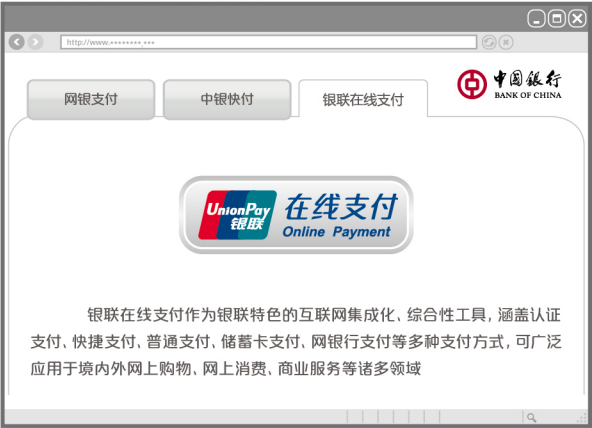 http://www.********.***
网银支付
中银快付
银联在线支付
中国银行
BANK OF CHINA
UnionPay
银联
在线支付
Online Payment
银联在线支付作为银联特色的互联网集成化、综合性工具，涵盖认证
支付、快捷支付、普通支付、储蓄卡支付、网银行支付等多种支付方式，可广泛
应用于境内外网上购物、网上消费、商业服务等诸多领域